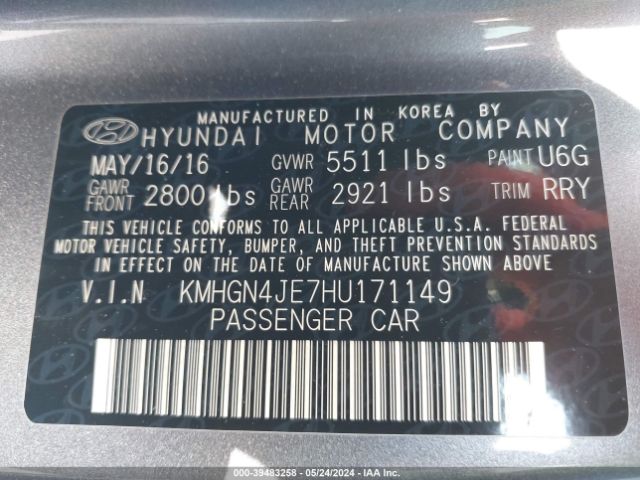 MANUFACTURED IN KOREA BY
HYUNDAI MOTOR COMPANY
MAY/16/16 GVWR 5511 lbs PAINT U6G
GAWR FRONT 2800 lbs GAWR REAR 2921 lbs TRIM RRY
THIS VEHICLE CONFORMS TO ALL APPLICABLE U.S.A. FEDERAL
MOTOR VEHICLE SAFETY, BUMPER, AND THEFT PREVENTION STANDARDS
IN EFFECT ON THE DATE OF MANUFACTURE SHOWN ABOVE
V.I.N KMHGN4JE7HU171149
PASSENGER CAR
000-39483258 - 05/24/2024 - IAA Inc.